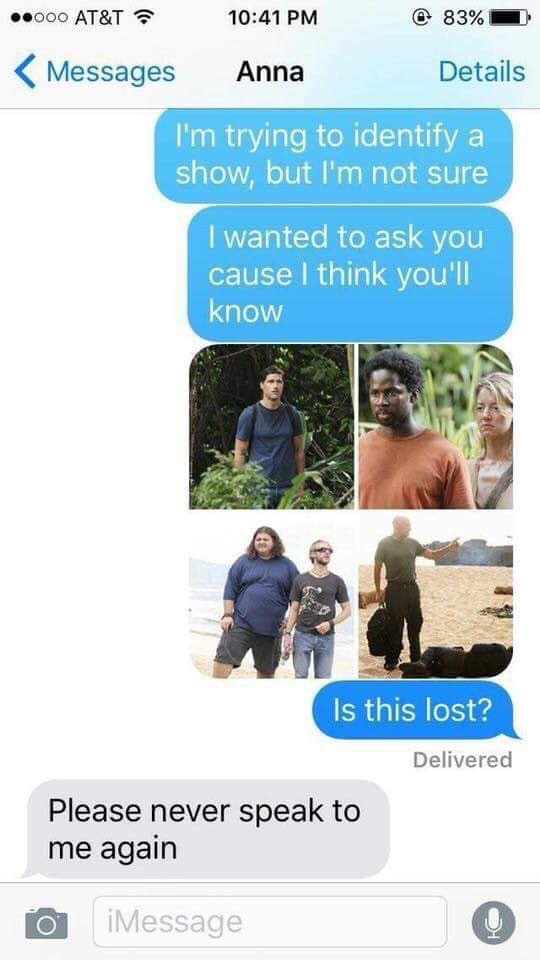 AT&T 10:41 PM 83%
Messages Anna Details
I'm trying to identify a
show, but I'm not sure
I wanted to ask you
cause I think you'll
know
Is this lost?
Delivered
Please never speak to
me again
iMessage